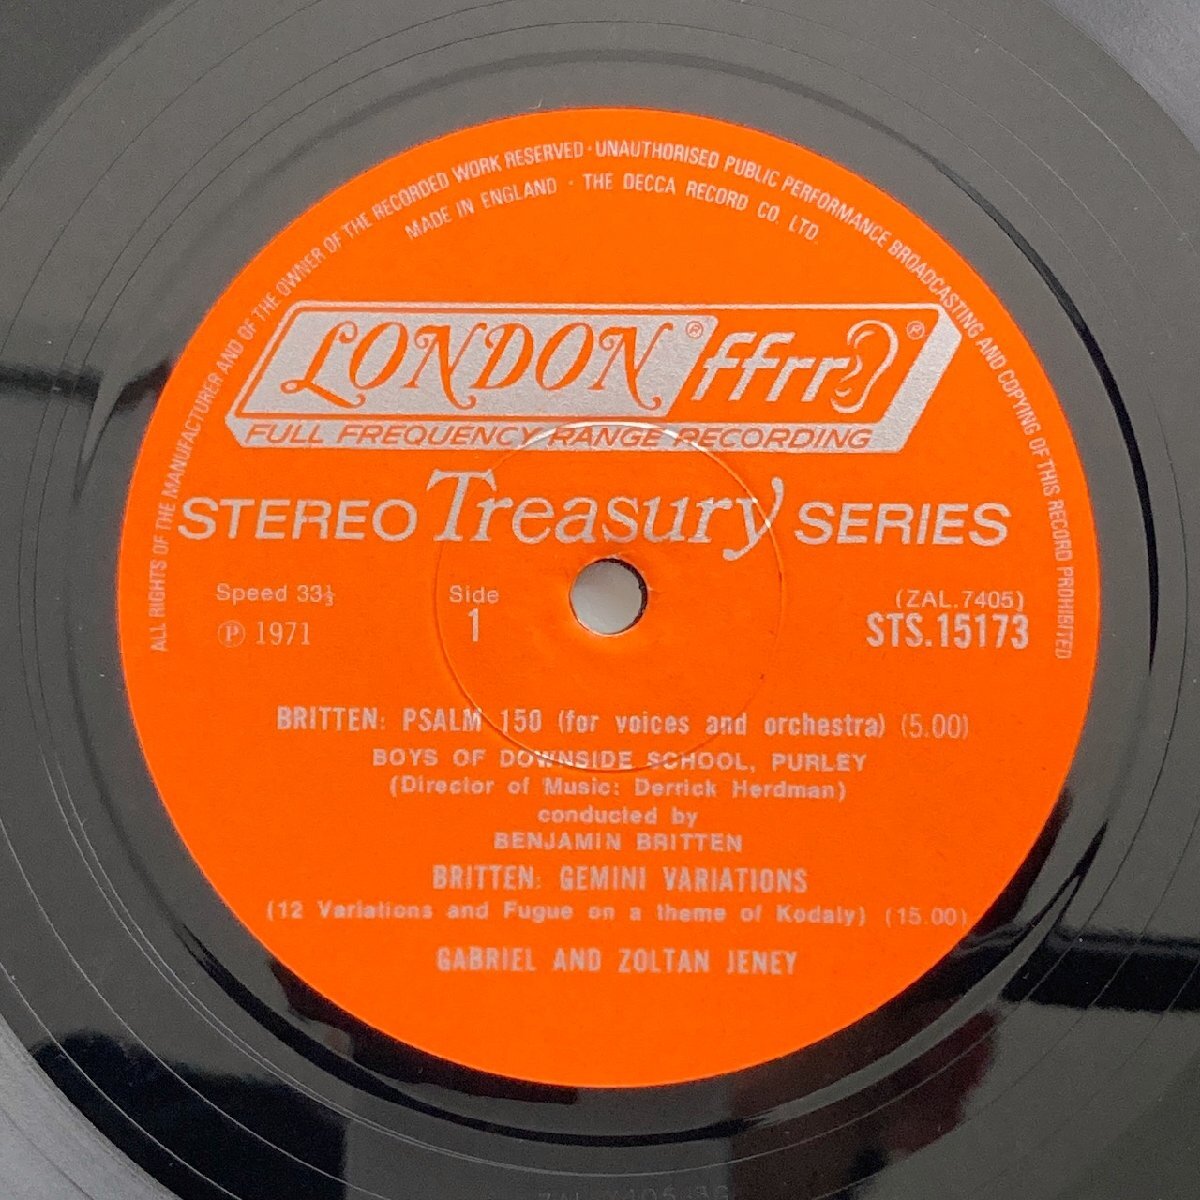 ALL RIGHTS OF THE MANUFACTURER AND OF THE OWNER OF THE RECORDED WORK RESERVED · UNAUTHORISED PUBLIC PERFORMANCE BROADCASTING AND COPYING OF THIS RECORD PROHIBITED
MADE IN ENGLAND · THE DECCA RECORD CO. LTD.
LONDON® ffrr®
FULL FREQUENCY RANGE RECORDING
STEREO Treasury SERIES
Speed 33⅓ Side (ZAL.7405)
Ⓟ 1971 1 STS.15173
BRITTEN: PSALM 150 (for voices and orchestra) (5.00)
BOYS OF DOWNSIDE SCHOOL, PURLEY
(Director of Music: Derrick Herdman)
conducted by
BENJAMIN BRITTEN
BRITTEN: GEMINI VARIATIONS
(12 Variations and Fugue on a theme of Kodaly) (15.00)
GABRIEL AND ZOLTAN JENEY